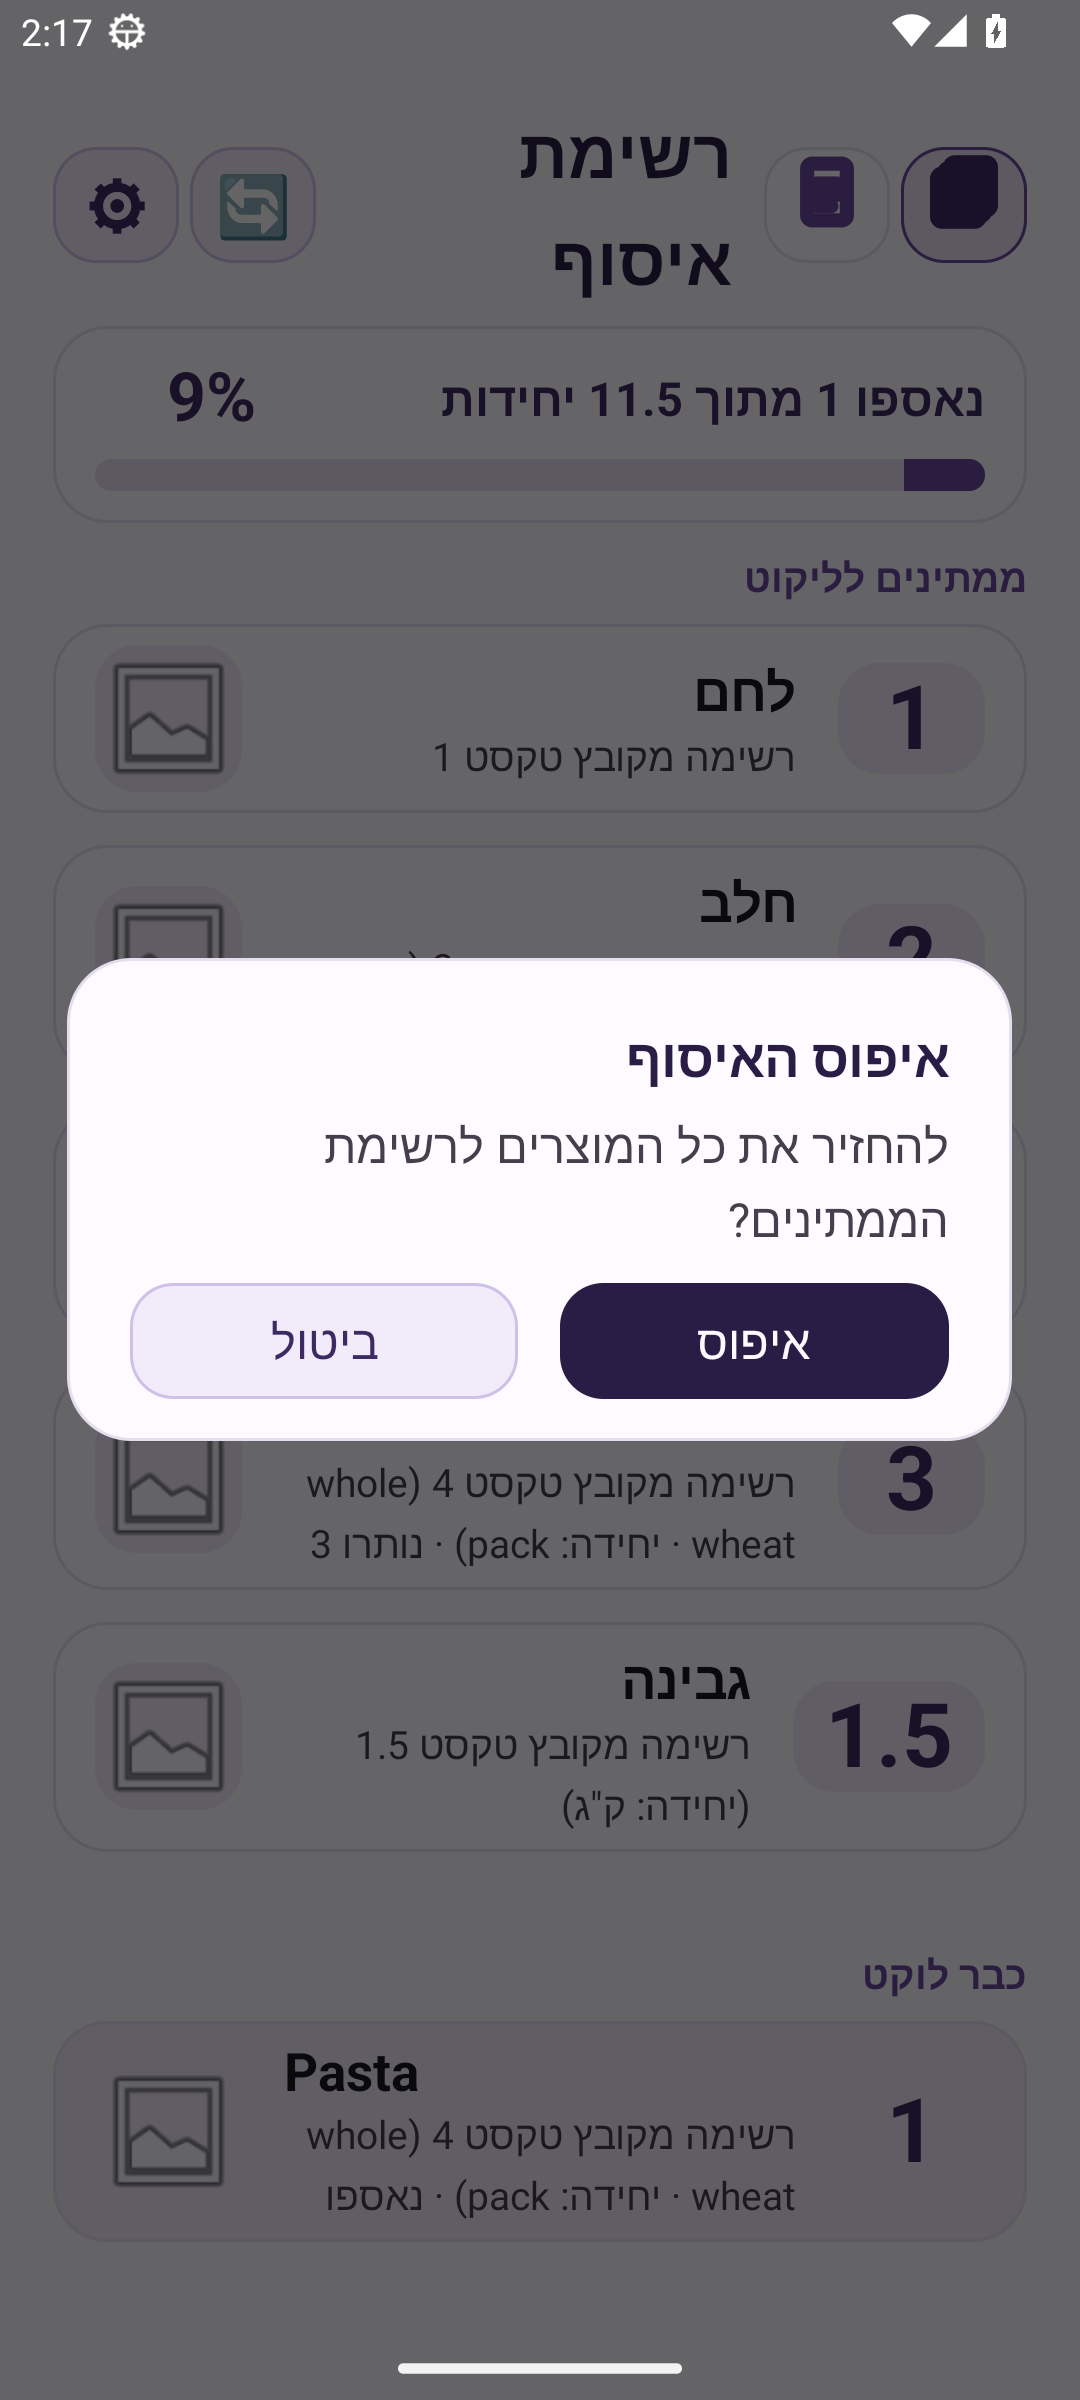 2:17
רשימת
איסוף
נאספו 1 מתוך 11.5 יחידות
9%
ממתינים לליקוט
1
לחם
רשימה מקובץ טקסט 1
2
חלב
איפוס האיסוף
להחזיר את כל המוצרים לרשימת
הממתינים?
איפוס
ביטול
3
רשימה מקובץ טקסט 4 (whole
wheat · יחידה: pack) · נותרו 3
1.5
גבינה
רשימה מקובץ טקסט 1.5
(יחידה: ק"ג)
כבר לוקט
1
Pasta
רשימה מקובץ טקסט 4 (whole
wheat · יחידה: pack) · נאספו